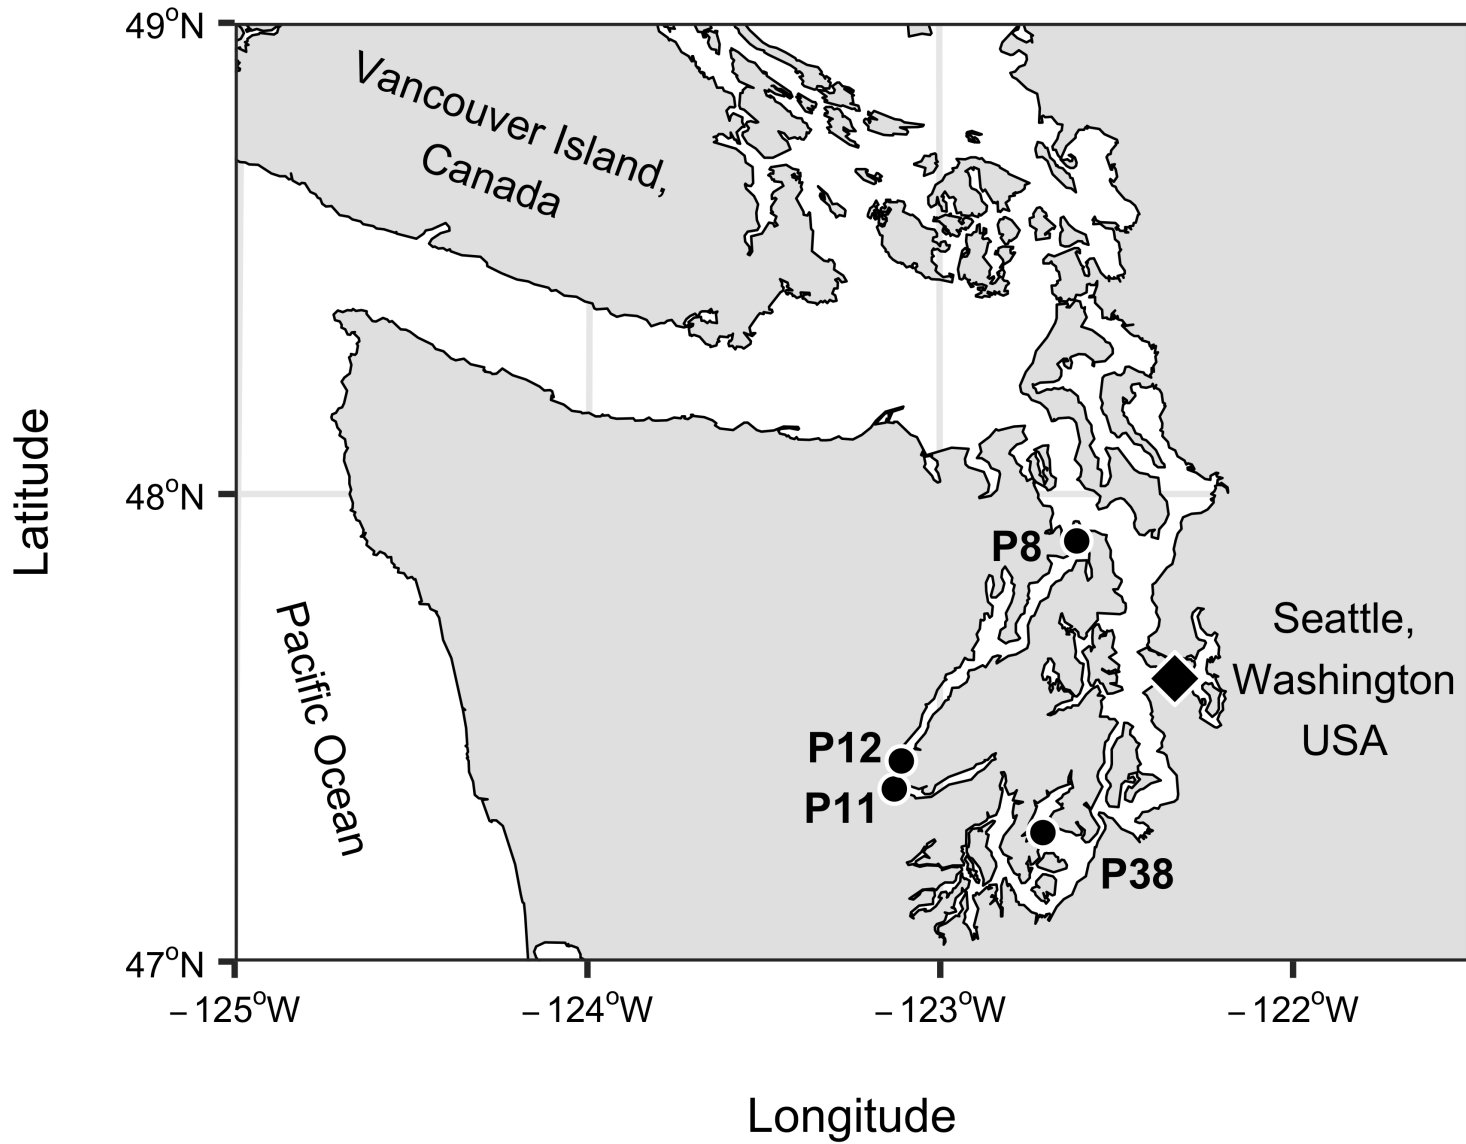 49°N
Vancouver Island,
Canada
Latitude
48°N
P8
Pacific Ocean
Seattle,
Washington
USA
P12
P11
P38
47°N
−125°W
−124°W
−123°W
−122°W
Longitude